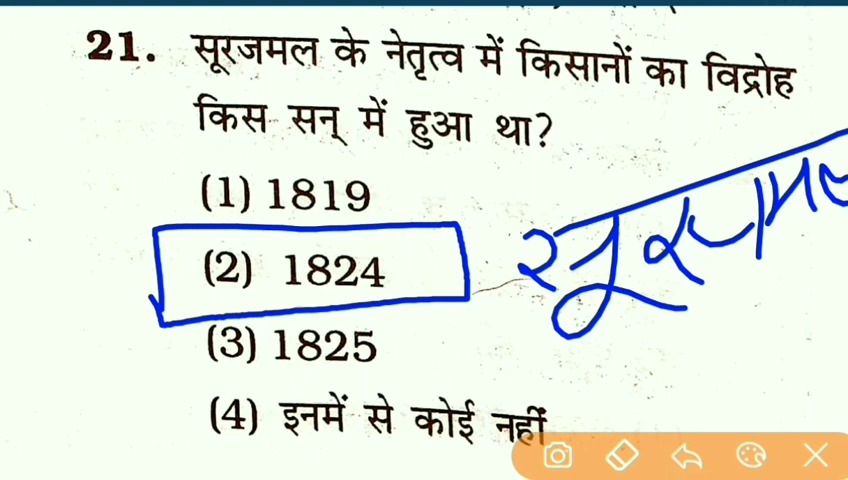 21. सूरजमल के नेतृत्व में किसानों का विद्रोह
किस सन् में हुआ था?
(1) 1819
(2) 1824
(3) 1825
(4) इनमें से कोई नहीं